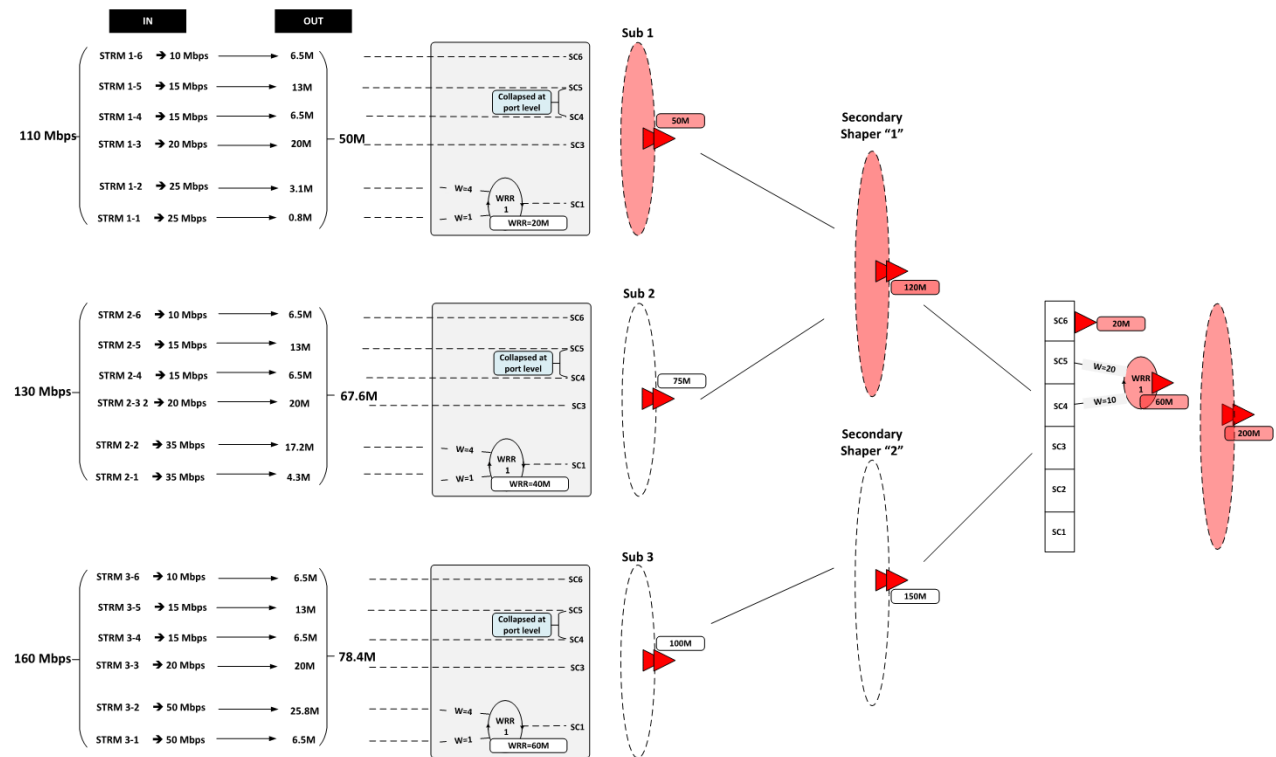 IN
OUT
110 Mbps
STRM 1-6 → 10 Mbps 6.5M
STRM 1-5 → 15 Mbps 13M
STRM 1-4 → 15 Mbps 6.5M
STRM 1-3 → 20 Mbps 20M
STRM 1-2 → 25 Mbps 3.1M
STRM 1-1 → 25 Mbps 0.8M
50M
SC6
SC5
Collapsed at
port level
SC4
SC3
W=4
WRR
1
W=1
SC1
WRR=20M
Sub 1
50M
130 Mbps
STRM 2-6 → 10 Mbps 6.5M
STRM 2-5 → 15 Mbps 13M
STRM 2-4 → 15 Mbps 6.5M
STRM 2-3 2 → 20 Mbps 20M
STRM 2-2 → 35 Mbps 17.2M
STRM 2-1 → 35 Mbps 4.3M
67.6M
SC6
SC5
Collapsed at
port level
SC4
SC3
W=4
WRR
1
W=1
SC1
WRR=40M
Sub 2
75M
160 Mbps
STRM 3-6 → 10 Mbps 6.5M
STRM 3-5 → 15 Mbps 13M
STRM 3-4 → 15 Mbps 6.5M
STRM 3-3 → 20 Mbps 20M
STRM 3-2 → 50 Mbps 25.8M
STRM 3-1 → 50 Mbps 6.5M
78.4M
SC6
SC5
Collapsed at
port level
SC4
SC3
W=4
WRR
1
W=1
SC1
WRR=60M
Sub 3
100M
Secondary
Shaper “1”
120M
Secondary
Shaper “2”
150M
SC6
SC5
SC4
SC3
SC2
SC1
20M
W=20
W=10
WRR
1
60M
200M